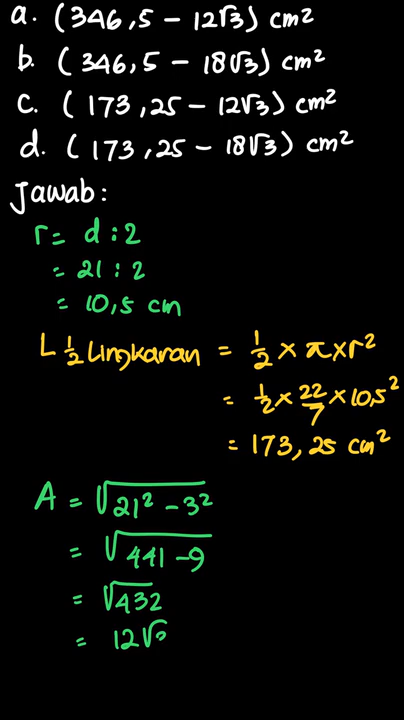 a. (346,5 - 12√3) cm²
b. (346,5 - 18√3) cm²
c. (173,25 - 12√3) cm²
d. (173,25 - 18√3) cm²
Jawab:
r = d : 2
= 21 : 2
= 10,5 cm
L ½ Lingkaran = ½ × π × r²
= ½ × 22/7 × 10,5²
= 173,25 cm²
A = √21² - 3²
= √441 - 9
= √432
= 12√